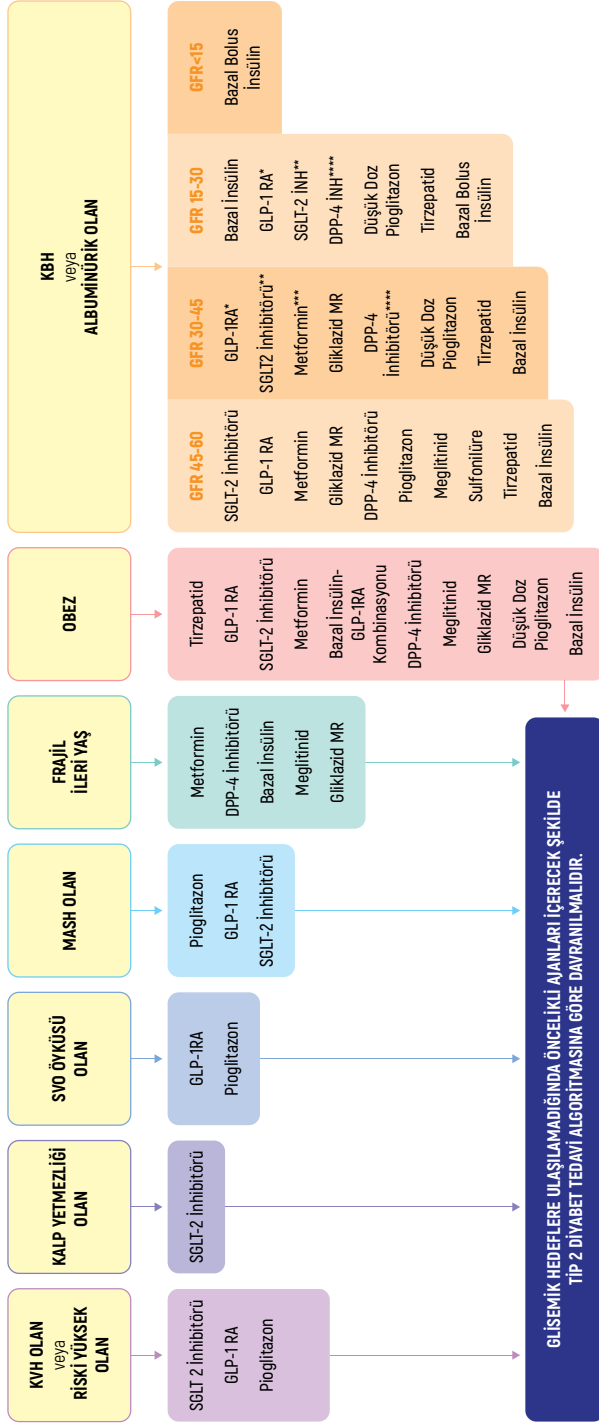 KVH OLAN
veya
RİSKİ YÜKSEK
OLAN
SGLT 2 İnhibitörü
GLP-1 RA
Pioglitazon
KALP YETMEZLİĞİ
OLAN
SGLT-2 İnhibitörü
SVO ÖYKÜSÜ
OLAN
GLP-1RA
Pioglitazon
MASH OLAN
Pioglitazon
GLP-1 RA
SGLT-2 İnhibitörü
FRAJİL
İLERİ YAŞ
Metformin
DPP-4 İnhibitörü
Bazal İnsülin
Meglitinid
Gliklazid MR
OBEZ
Tirzepatid
GLP-1 RA
SGLT-2 İnhibitörü
Metformin
Bazal İnsülin-
GLP-1RA
Kombinasyonu
DPP-4 İnhibitörü
Meglitinid
Gliklazid MR
Düşük Doz
Pioglitazon
Bazal İnsülin
KBH
veya
ALBUMİNÜRİK OLAN
GFR 45-60
SGLT-2 İnhibitörü
GLP-1 RA
Metformin
Gliklazid MR
DPP-4 İnhibitörü
Pioglitazon
Meglitinid
Sulfonilüre
Tirzepatid
Bazal İnsülin
GFR 30-45
GLP-1RA*
SGLT2 İnhibitörü**
Metformin***
Gliklazid MR
DPP-4
İnhibitörü****
Düşük Doz
Pioglitazon
Tirzepatid
Bazal İnsülin
GFR 15-30
Bazal İnsülin
GLP-1 RA*
SGLT-2 İNH**
DPP-4 İNH****
Düşük Doz
Pioglitazon
Tirzepatid
Bazal Bolus
İnsülin
GFR<15
Bazal Bolus
İnsülin
GLİSEMİK HEDEFLERE ULAŞILAMADIĞINDA ÖNCELİKLİ AJANLARI İÇERECEK ŞEKİLDE
TİP 2 DİYABET TEDAVİ ALGORİTMASINA GÖRE DAVRANILMALIDIR.